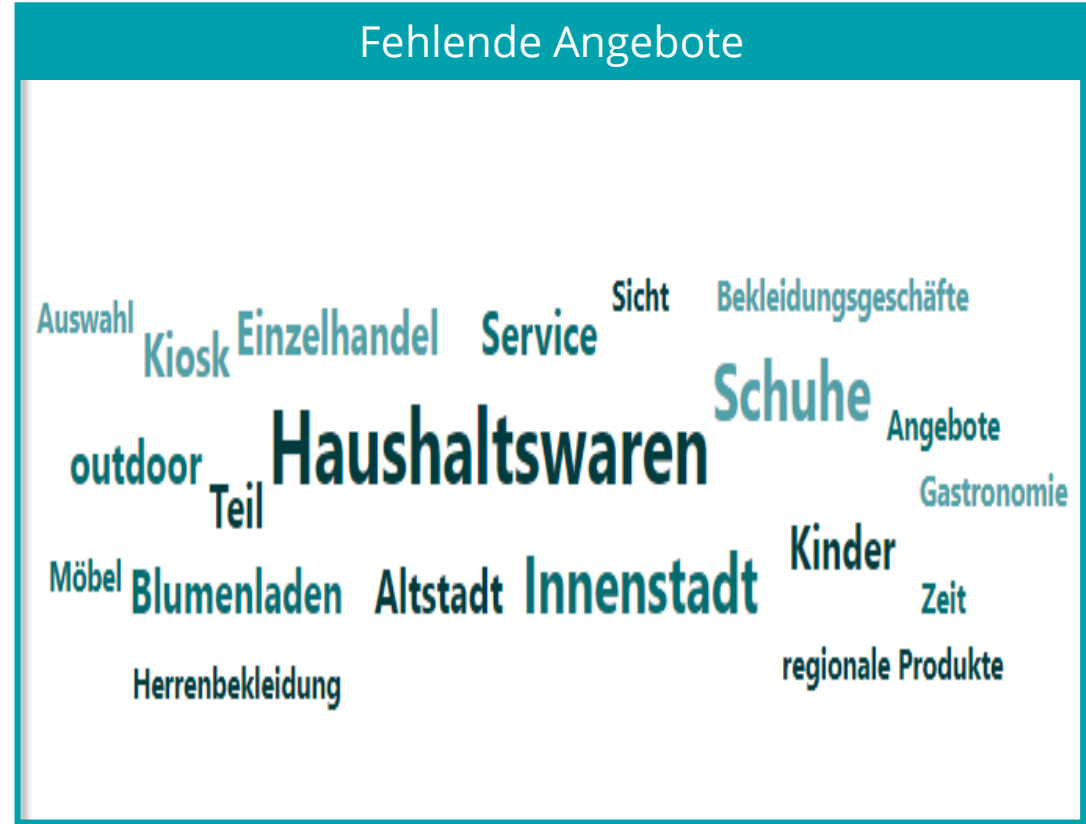 Fehlende Angebote
Sicht
Bekleidungsgeschäfte
Auswahl
Kiosk
Einzelhandel
Service
Schuhe
Angebote
Haushaltswaren
outdoor
Teil
Gastronomie
Kinder
Möbel
Blumenladen
Altstadt
Innenstadt
Zeit
regionale Produkte
Herrenbekleidung